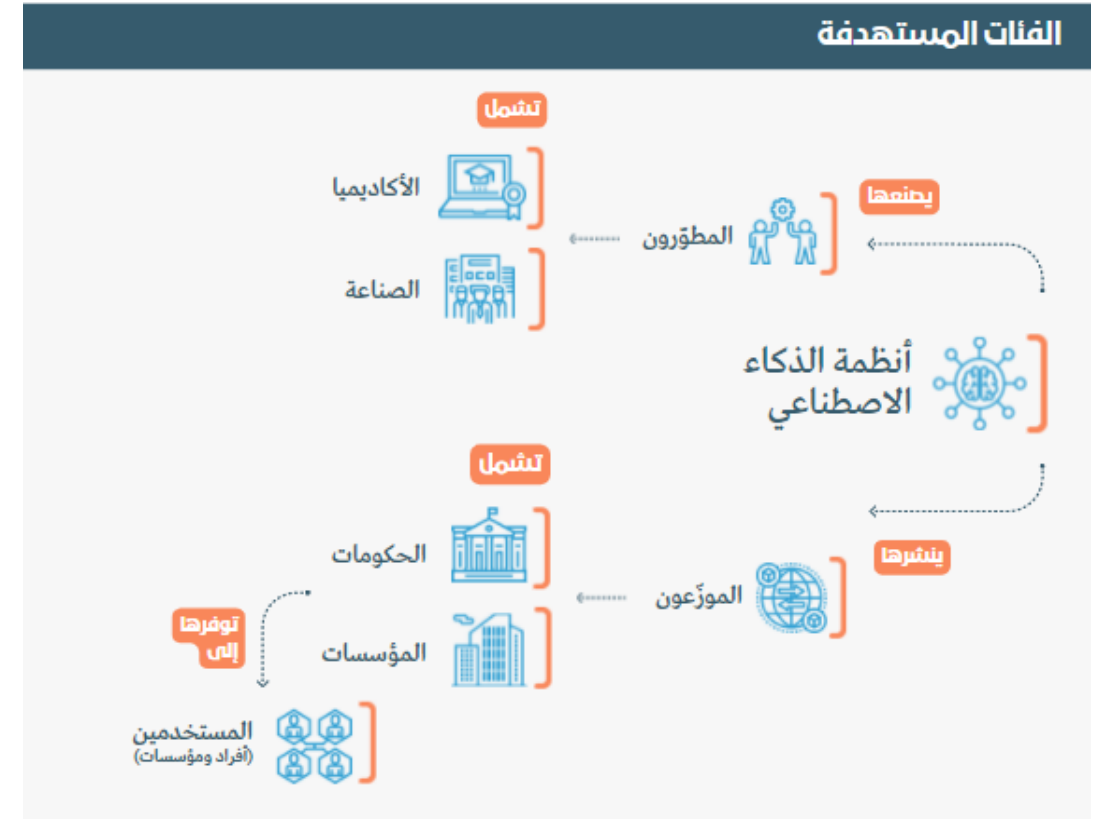 الفئات المستهدفة
تشمل
الأكاديميا
يصنعها
المطوّرون
الصناعة
أنظمة الذكاء
الاصطناعي
تشمل
الحكومات
ينشرها
الموزّعون
توفرها
إلى
المؤسسات
المستخدمين
(أفراد ومؤسسات)